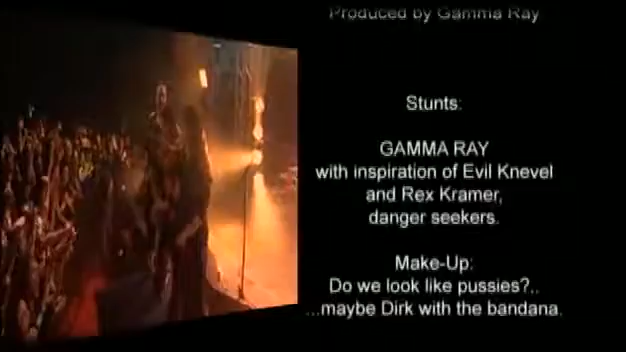 Produced by Gamma Ray
Stunts:
GAMMA RAY
with inspiration of Evil Knevel
and Rex Kramer,
danger seekers.
Make-Up:
Do we look like pussies?..
...maybe Dirk with the bandana.